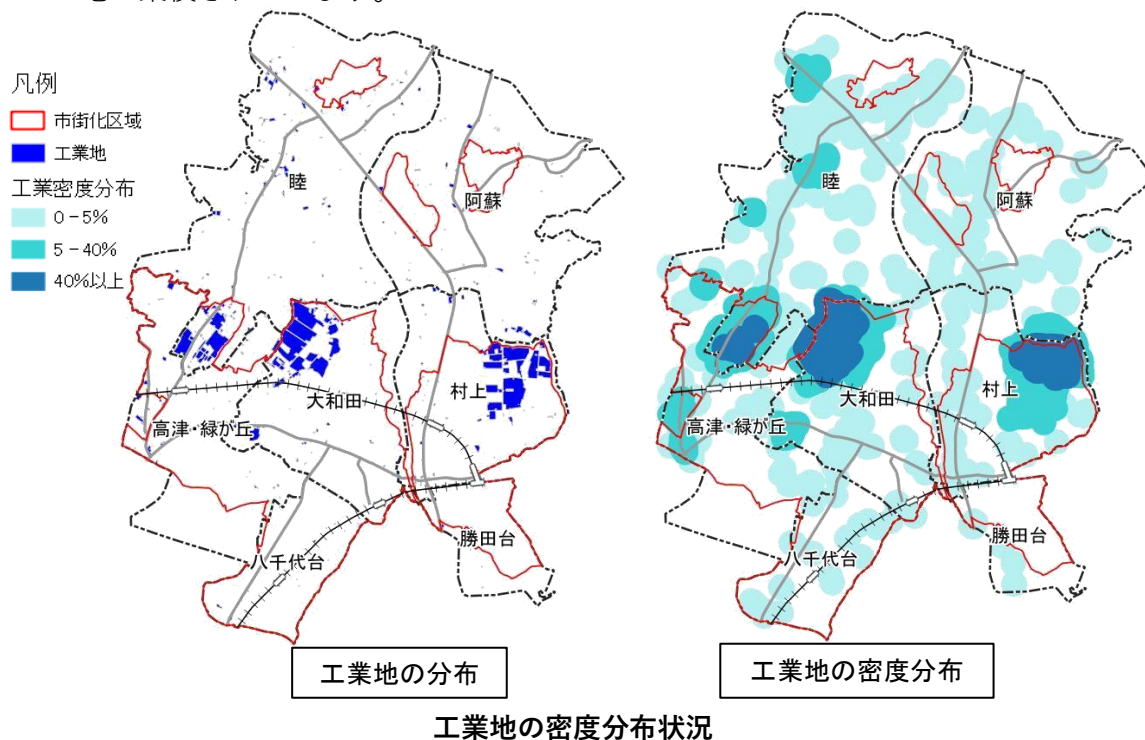 凡例
市街化区域
工業地
工業密度分布
0-5%
5-40%
40%以上
睦
阿蘇
村上
大和田
高津・緑が丘
勝田台
八千代台
工業地の分布
睦
阿蘇
村上
大和田
高津・緑が丘
勝田台
八千代台
工業地の密度分布
工業地の密度分布状況